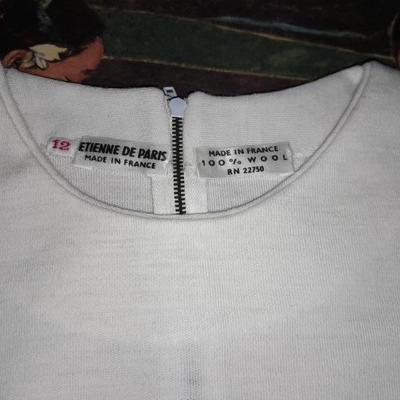 12
ETIENNE DE PARIS
MADE IN FRANCE
MADE IN FRANCE
100% WOOL
RN 22750